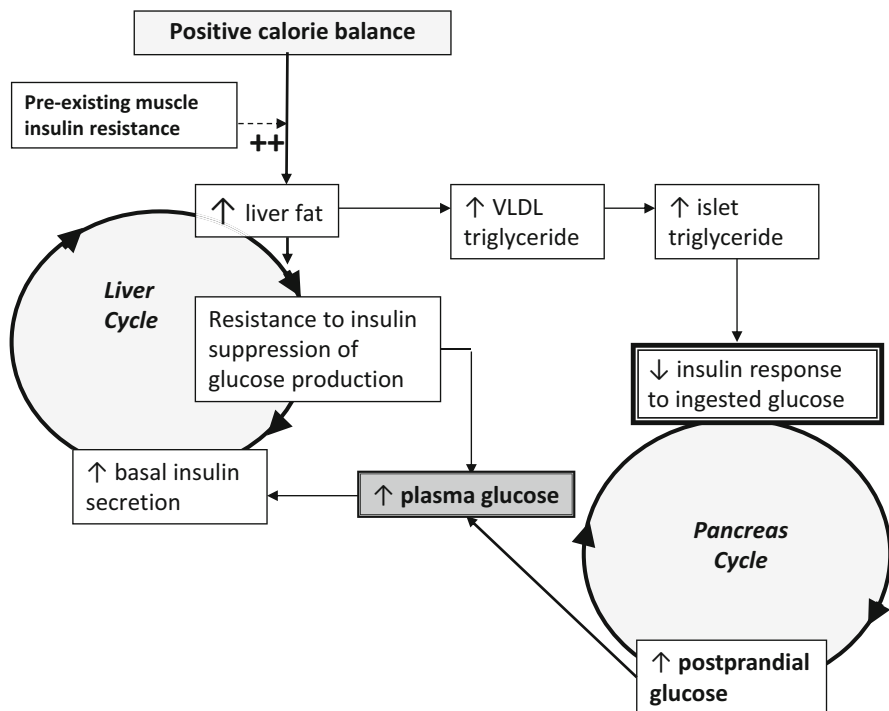 Positive calorie balance
Pre-existing muscle
insulin resistance
++
↑ liver fat
↑ VLDL
triglyceride
↑ islet
triglyceride
Liver
Cycle
Resistance to insulin
suppression of
glucose production
↓ insulin response
to ingested glucose
↑ basal insulin
secretion
↑ plasma glucose
Pancreas
Cycle
↑ postprandial
glucose